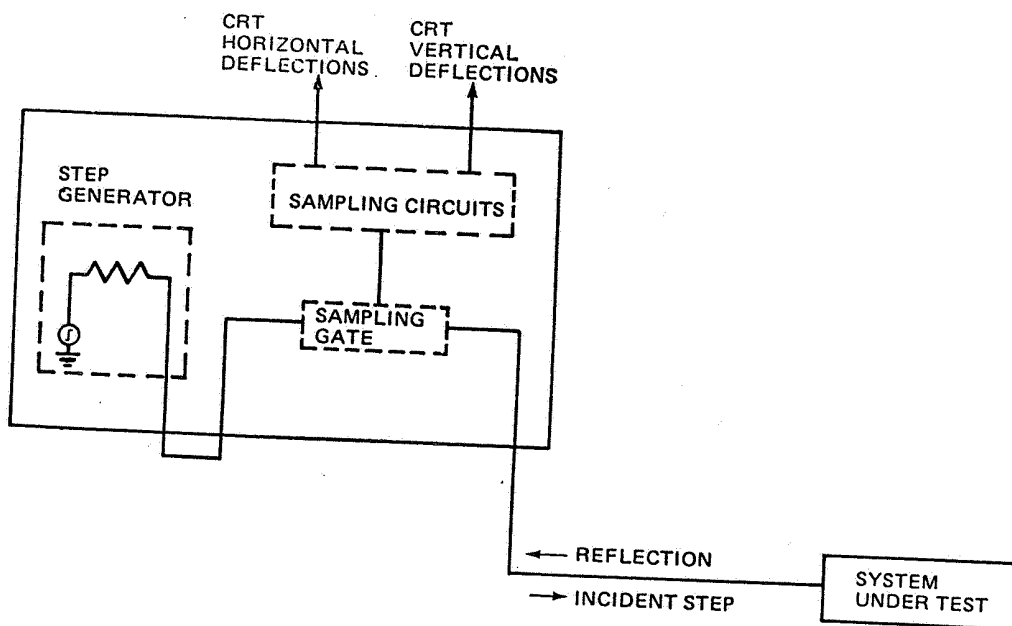 CRT
HORIZONTAL
DEFLECTIONS
CRT
VERTICAL
DEFLECTIONS
STEP
GENERATOR
SAMPLING CIRCUITS
SAMPLING
GATE
REFLECTION
INCIDENT STEP
SYSTEM
UNDER TEST